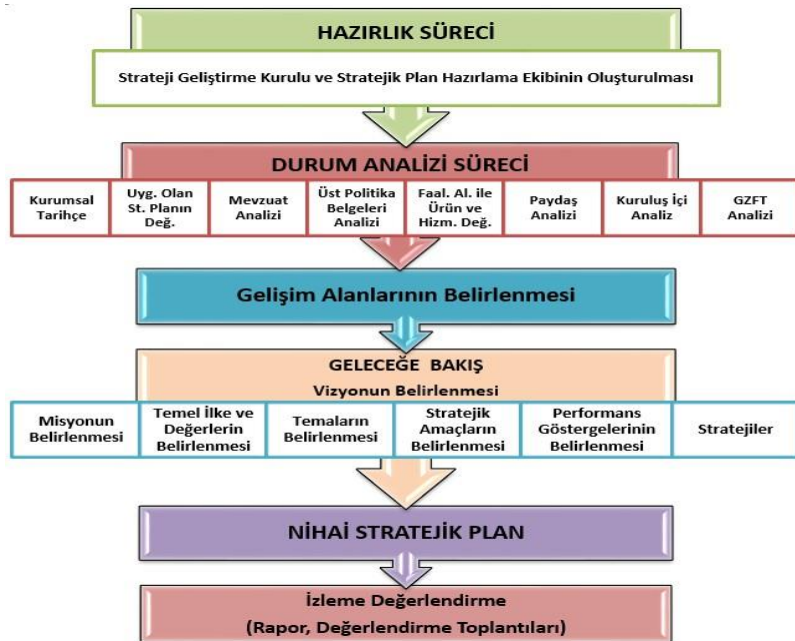 HAZIRLIK SÜRECİ
Strateji Geliştirme Kurulu ve Stratejik Plan Hazırlama Ekibinin Oluşturulması
DURUM ANALİZİ SÜRECİ
Kurumsal
Tarihçe
Uyg. Olan
St. Planın
Değ.
Mevzuat
Analizi
Üst Politika
Belgeleri
Analizi
Faal. Al. ile
Ürün ve
Hizm. Değ.
Paydaş
Analizi
Kuruluş İçi
Analiz
GZFT
Analizi
Gelişim Alanlarının Belirlenmesi
GELECEĞE BAKIŞ
Vizyonun Belirlenmesi
Misyonun
Belirlenmesi
Temel İlke ve
Değerlerin
Belirlenmesi
Temaların
Belirlenmesi
Stratejik
Amaçların
Belirlenmesi
Performans
Göstergelerinin
Belirlenmesi
Stratejiler
NİHAİ STRATEJİK PLAN
İzleme Değerlendirme
(Rapor, Değerlendirme Toplantıları)